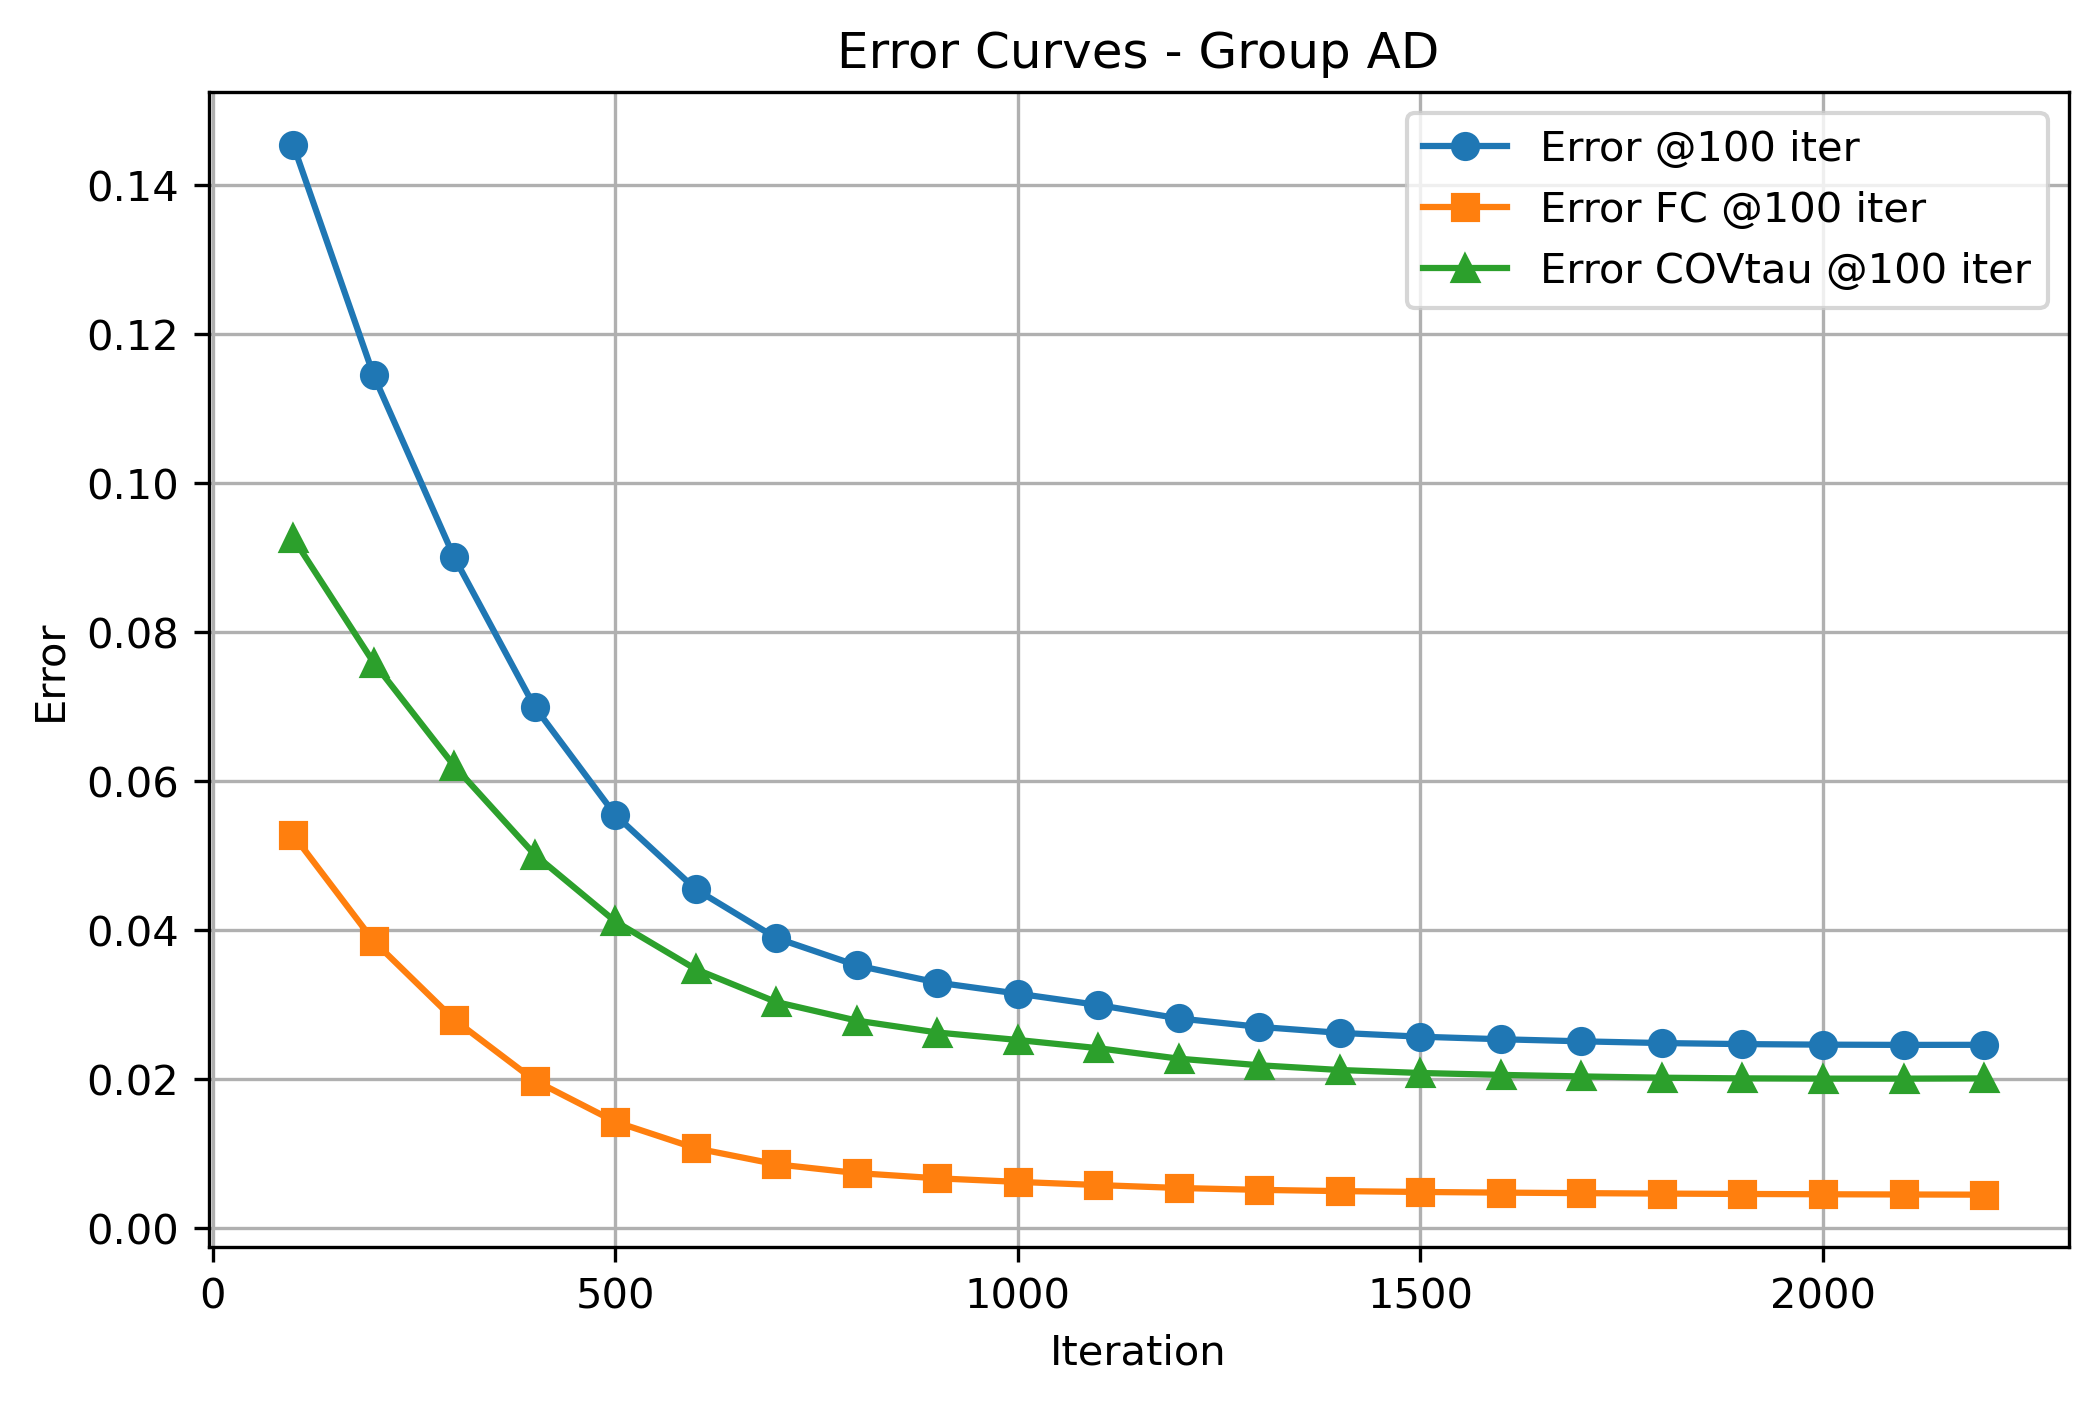 Error Curves - Group AD
Error @100 iter
Error FC @100 iter
Error COVtau @100 iter
Error
0.14
0.12
0.10
0.08
0.06
0.04
0.02
0.00
0 500 1000 1500 2000
Iteration